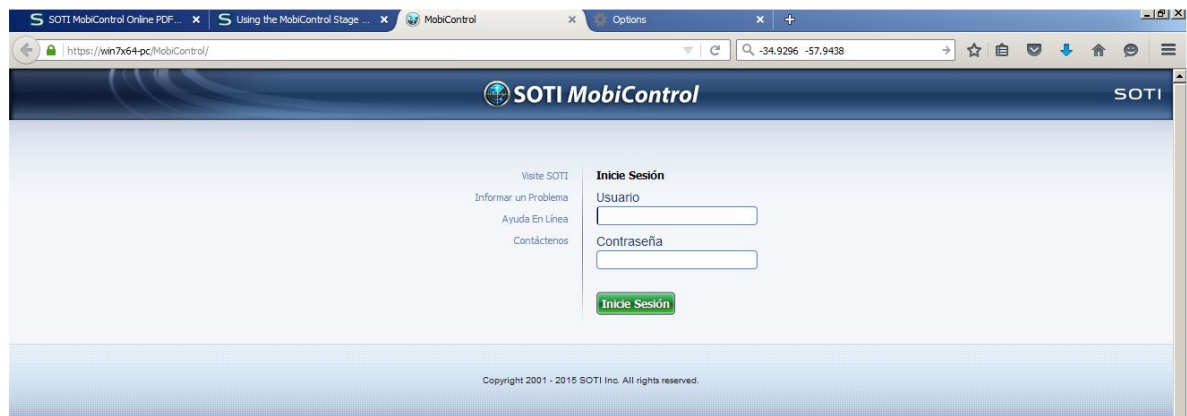 SOTI MobiControl Online PDF...
Using the MobiControl Stage ...
MobiControl
Options
https://win7x64-pc/MobiControl/
-34.9296 -57.9438
SOTI MobiControl
SOTI
Visite SOTI
Informar un Problema
Ayuda En Línea
Contáctenos
Inicie Sesión
Usuario
Contraseña
Inicie Sesión
Copyright 2001 - 2015 SOTI Inc. All rights reserved.